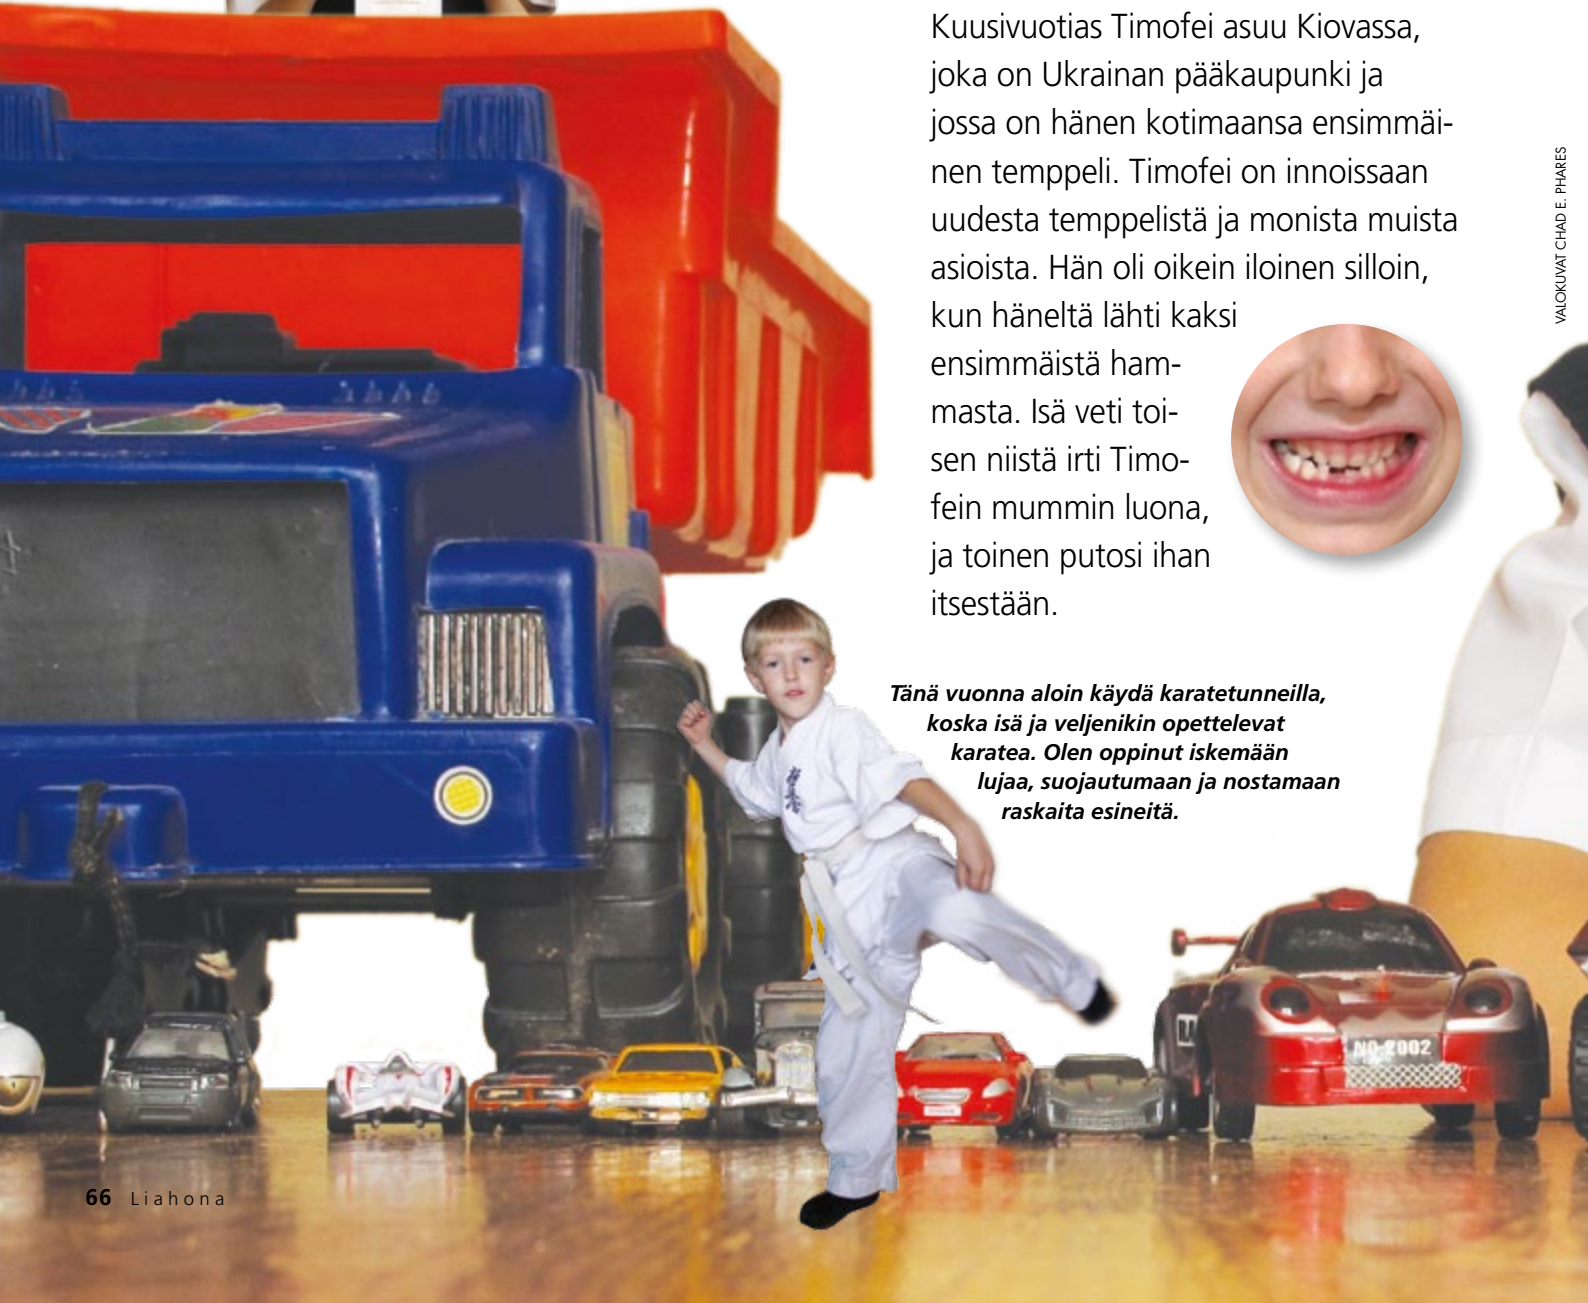 Kuusivuotias Timofei asuu Kiovassa,
joka on Ukrainan pääkaupunki ja
jossa on hänen kotimaansa ensimmäi-
nen temppeli. Timofei on innoissaan
uudesta temppelistä ja monista muista
asioista. Hän oli oikein iloinen silloin,
kun häneltä lähti kaksi
ensimmäistä ham-
masta. Isä veti toi-
sen niistä irti Timo-
fein mummin luona,
ja toinen putosi ihan
itsestään.
VALOKUVAT CHAD E. PHARES
Tänä vuonna aloin käydä karatetunneilla,
koska isä ja veljenikin opettelevat
karatea. Olen oppinut iskemään
lujaa, suojautumaan ja nostamaan
raskaita esineitä.
NO-2002
66 Liahona